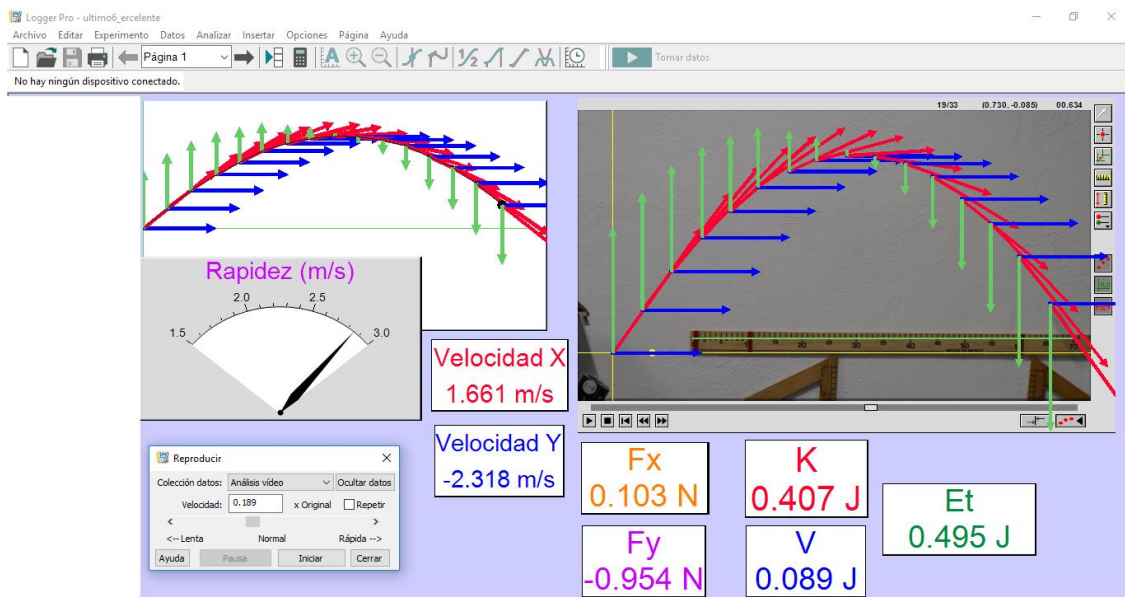 Logger Pro - ultimo6_ercelente
Archivo Editar Experimento Datos Analizar Insertar Opciones Página Ayuda
Página 1
Tomar datos
No hay ningún dispositivo conectado.
19/33 (0.730, -0.085) 00.634
Rapidez (m/s)
1.5 2.0 2.5 3.0
Velocidad X
1.661 m/s
Velocidad Y
-2.318 m/s
Reproducir
Colección datos: Análisis vídeo Ocultar datos
Velocidad: 0.189 x Original Repetir
< >
<-- Lenta Normal Rápida -->
Ayuda Pausa Iniciar Cerrar
Fx
0.103 N
Fy
-0.954 N
K
0.407 J
V
0.089 J
Et
0.495 J